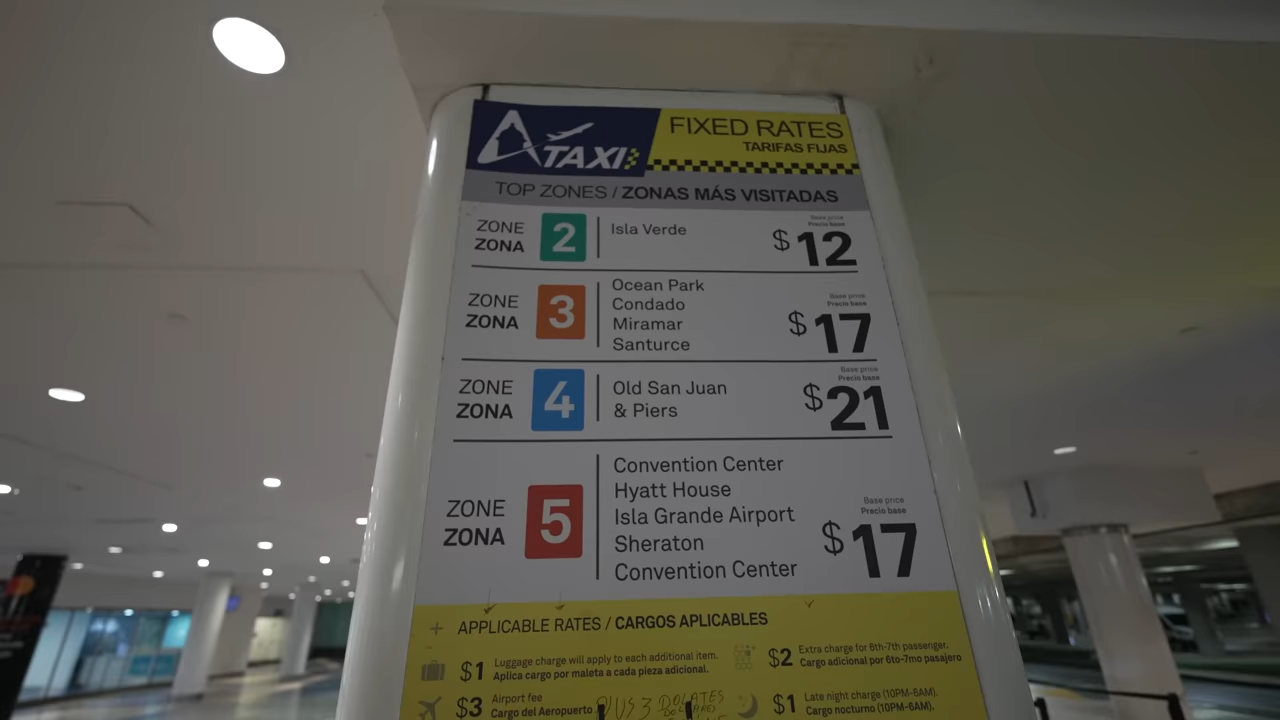 ATAXI
FIXED RATES
TARIFAS FIJAS
TOP ZONES / ZONAS MÁS VISITADAS
ZONE
ZONA
2
Isla Verde
Base price
Precio base
$12
ZONE
ZONA
3
Ocean Park
Condado
Miramar
Santurce
Base price
Precio base
$17
ZONE
ZONA
4
Old San Juan
& Piers
Base price
Precio base
$21
ZONE
ZONA
5
Convention Center
Hyatt House
Isla Grande Airport
Sheraton
Convention Center
Base price
Precio base
$17
+ APPLICABLE RATES / CARGOS APLICABLES
$1
Luggage charge will apply to each additional item.
Aplica cargo por maleta a cada pieza adicional.
$2
Extra charge for 6th-7th passenger.
Cargo adicional por 6to-7mo pasajero
$3
Airport fee
Cargo del Aeropuerto
PLUS 3 DOLARES
$1
Late night charge (10PM-6AM).
Cargo nocturno (10PM-6AM).